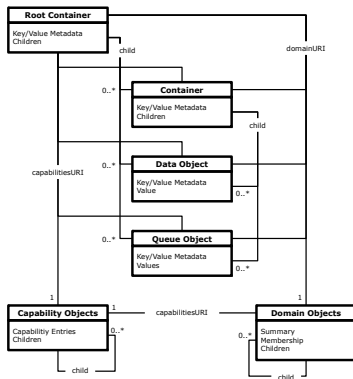 Root Container
Key/Value Metadata
Children
child
domainURI
0..*
Container
Key/Value Metadata
Children
child
0..*
Data Object
Key/Value Metadata
Value
0..*
capabilitiesURI
0..*
Queue Object
Key/Value Metadata
Values
0..*
1
1
Capability Objects
Capabilitiy Entries
Children
1
capabilitiesURI
0..*
child
Domain Objects
Summary
Membership
Children
0..*
child